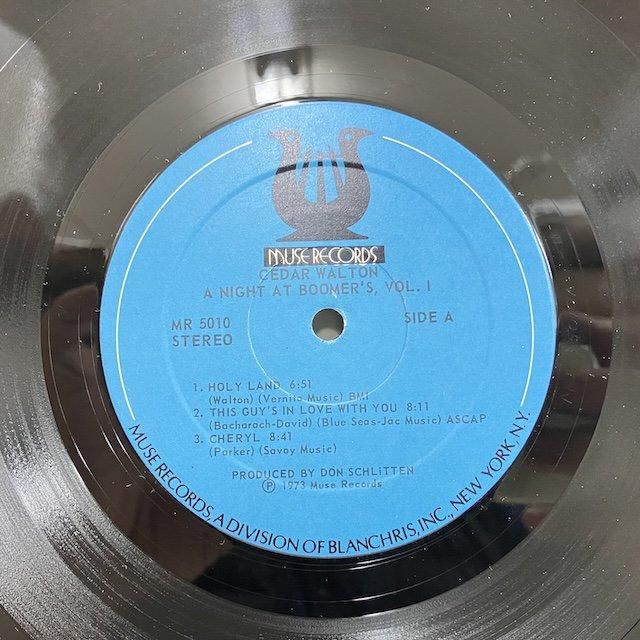 MUSE RECORDS
CEDAR WALTON
A NIGHT AT BOOMER'S, VOL. I
MR 5010
STEREO
SIDE A
1. HOLY LAND 6:51
(Walton) (Vernita Music) BMI
2. THIS GUY'S IN LOVE WITH YOU 8:11
(Bacharach-David) (Blue Seas-Jac Music) ASCAP
3. CHERYL 8:41
(Parker) (Savoy Music)
PRODUCED BY DON SCHLITTEN
Ⓟ 1973 Muse Records
MUSE RECORDS, A DIVISION OF BLANCHRIS, INC., NEW YORK, N.Y.